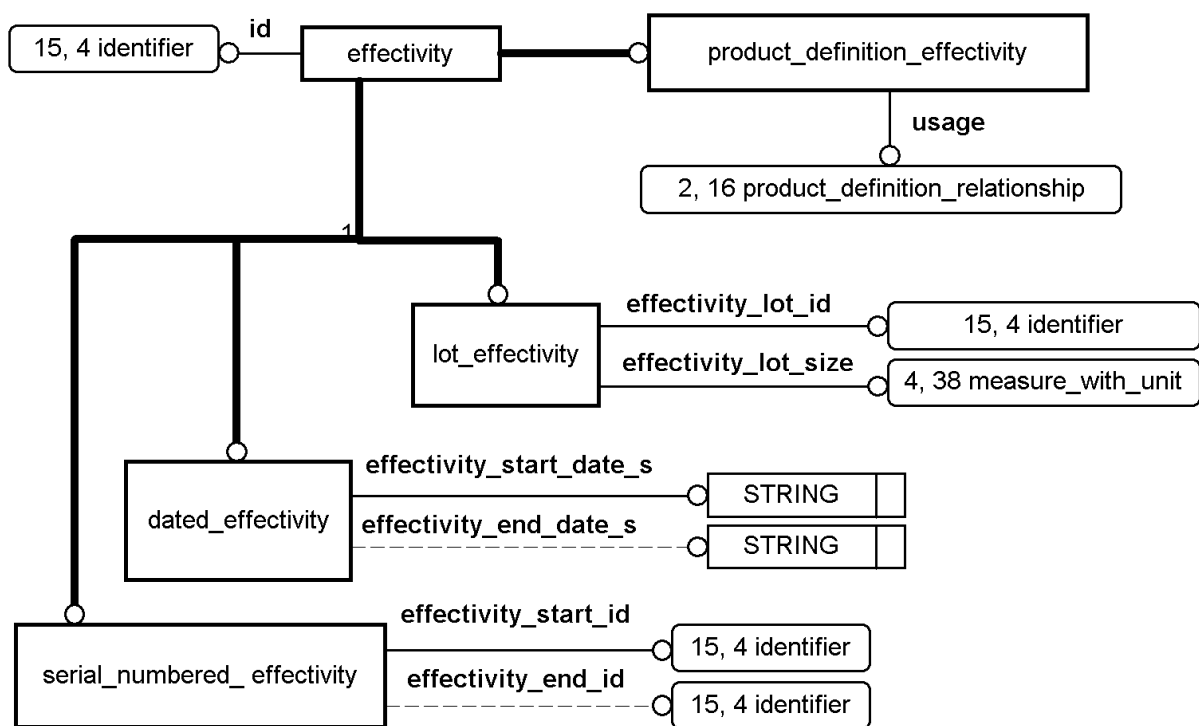 id
15, 4 identifier
effectivity
product_definition_effectivity
usage
2, 16 product_definition_relationship
1
effectivity_lot_id
15, 4 identifier
lot_effectivity
effectivity_lot_size
4, 38 measure_with_unit
effectivity_start_date_s
STRING
dated_effectivity
effectivity_end_date_s
STRING
effectivity_start_id
15, 4 identifier
serial_numbered_ effectivity
effectivity_end_id
15, 4 identifier